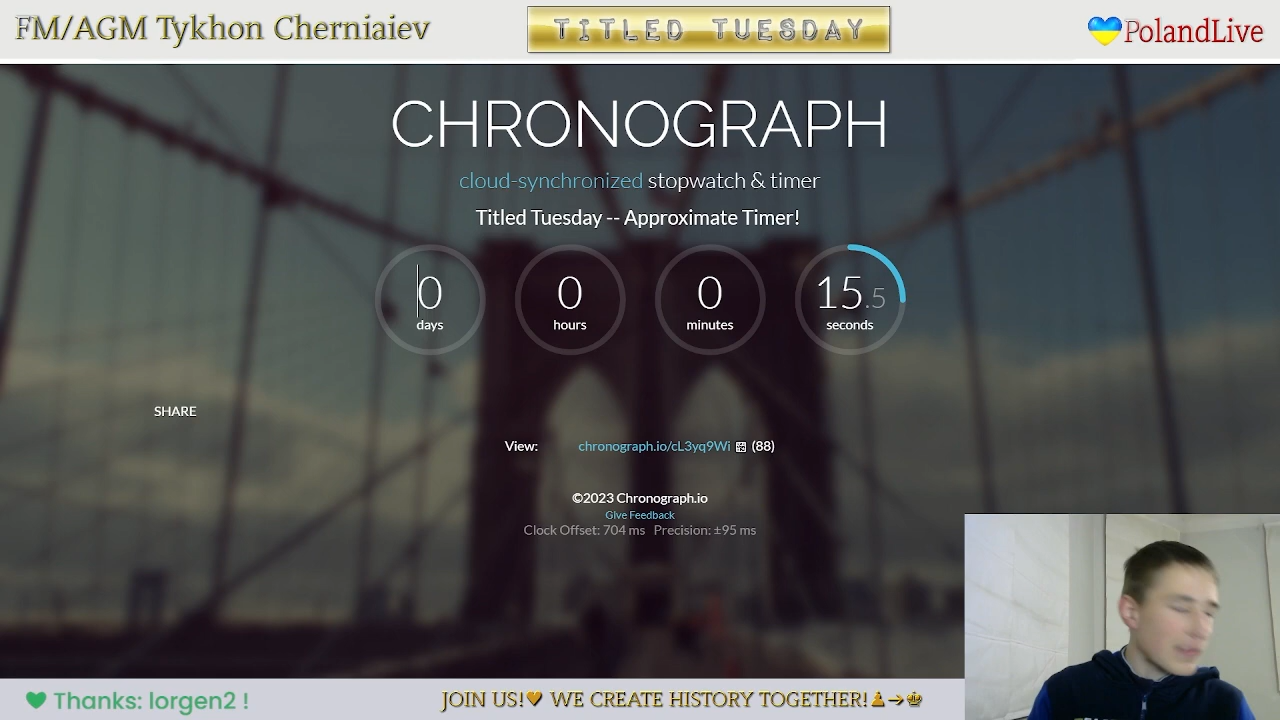 FM/AGM Tykhon Cherniaiev
TITLED TUESDAY
PolandLive
CHRONOGRAPH
cloud-synchronized stopwatch & timer
Titled Tuesday -- Approximate Timer!
0 0 0 15.5
days hours minutes seconds
SHARE
View: chronograph.io/cL3yq9Wi (88)
©2023 Chronograph.io
Give Feedback
Clock Offset: 704 ms Precision: ±95 ms
Thanks: lorgen2 !
JOIN US! WE CREATE HISTORY TOGETHER!